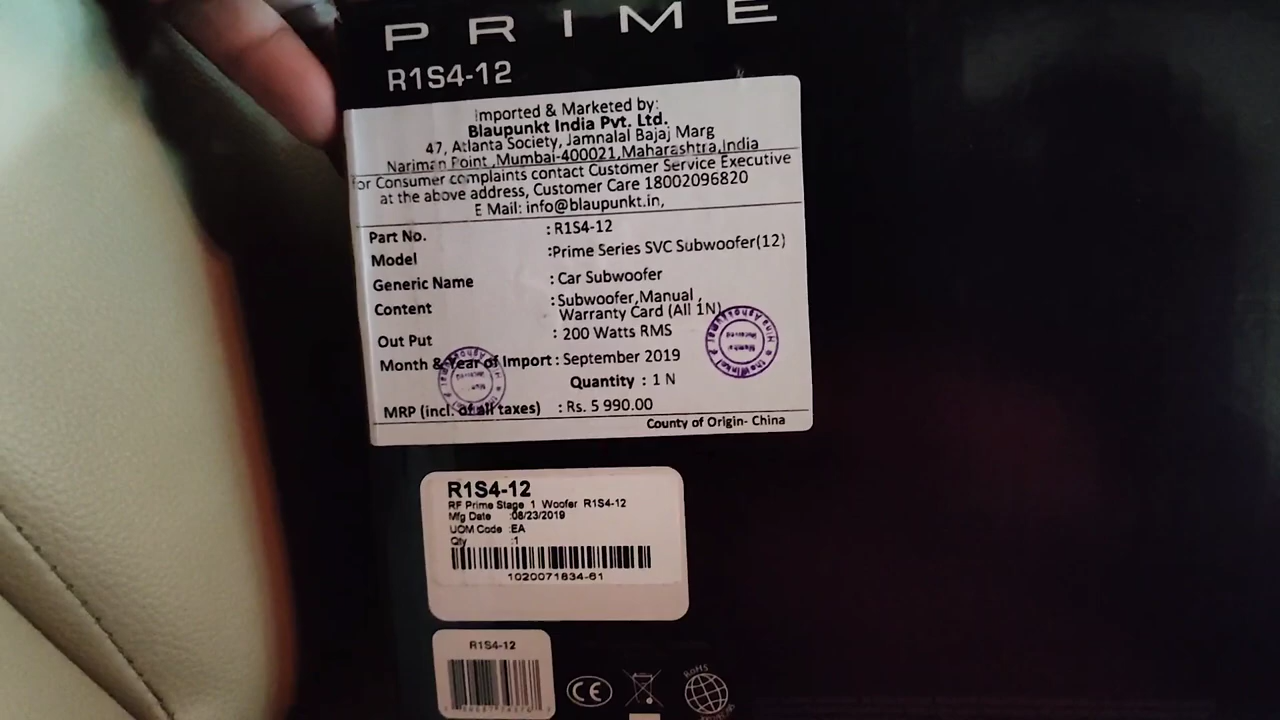 PRIME
R1S4-12
Imported & Marketed by:
Blaupunkt India Pvt. Ltd.
47, Atlanta Society, Jamnalal Bajaj Marg
Nariman Point ,Mumbai-400021,Maharashtra,India
for Consumer complaints contact Customer Service Executive
at the above address, Customer Care 18002096820
E Mail: info@blaupunkt.in,
Part No. : R1S4-12
Model :Prime Series SVC Subwoofer(12)
Generic Name : Car Subwoofer
Content :Subwoofer,Manual ,
Warranty Card (All 1N)
Out Put : 200 Watts RMS
Month & Year of Import : September 2019
Quantity : 1 N
MRP (incl. of all taxes) : Rs. 5 990.00
County of Origin- China
R1S4-12
RF Prime Stage 1 Woofer R1S4-12
Mfg Date :08/23/2019
UOM Code :EA
Qty :1
1020071834-61
R1S4-12
CE
RoHS